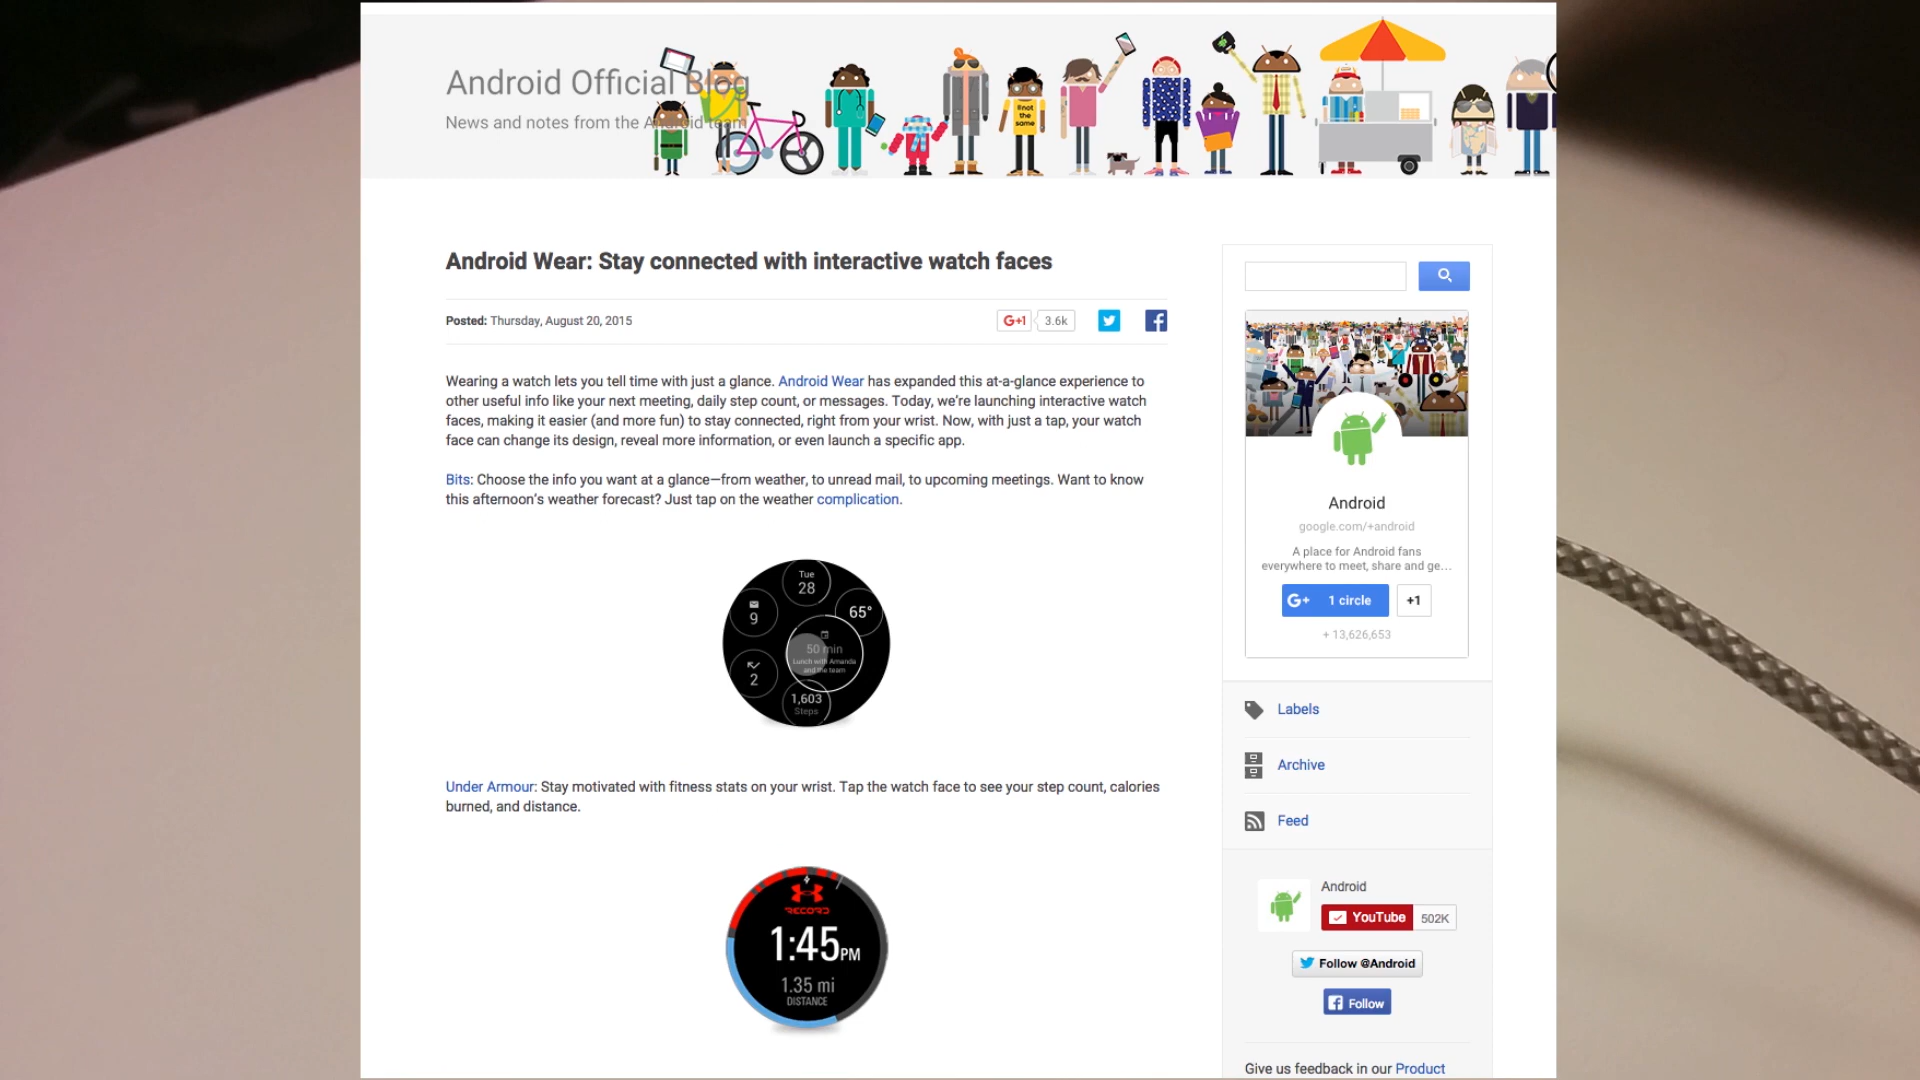 Android Official Blog
News and notes from the Android team
#not
the
same
Android Wear: Stay connected with interactive watch faces
Posted: Thursday, August 20, 2015
G+1 3.6k
Wearing a watch lets you tell time with just a glance. Android Wear has expanded this at-a-glance experience to
other useful info like your next meeting, daily step count, or messages. Today, we're launching interactive watch
faces, making it easier (and more fun) to stay connected, right from your wrist. Now, with just a tap, your watch
face can change its design, reveal more information, or even launch a specific app.
Bits: Choose the info you want at a glance—from weather, to unread mail, to upcoming meetings. Want to know
this afternoon's weather forecast? Just tap on the weather complication.
Tue
28
9
65°
50 min
Lunch with Amanda
and the team
2
1,603
Steps
Under Armour: Stay motivated with fitness stats on your wrist. Tap the watch face to see your step count, calories
burned, and distance.
RECORD
1:45PM
1.35 mi
DISTANCE
Android
google.com/+android
A place for Android fans
everywhere to meet, share and ge...
G+ 1 circle +1
+ 13,626,653
Labels
Archive
Feed
Android
YouTube 502K
Follow @Android
Follow
Give us feedback in our Product